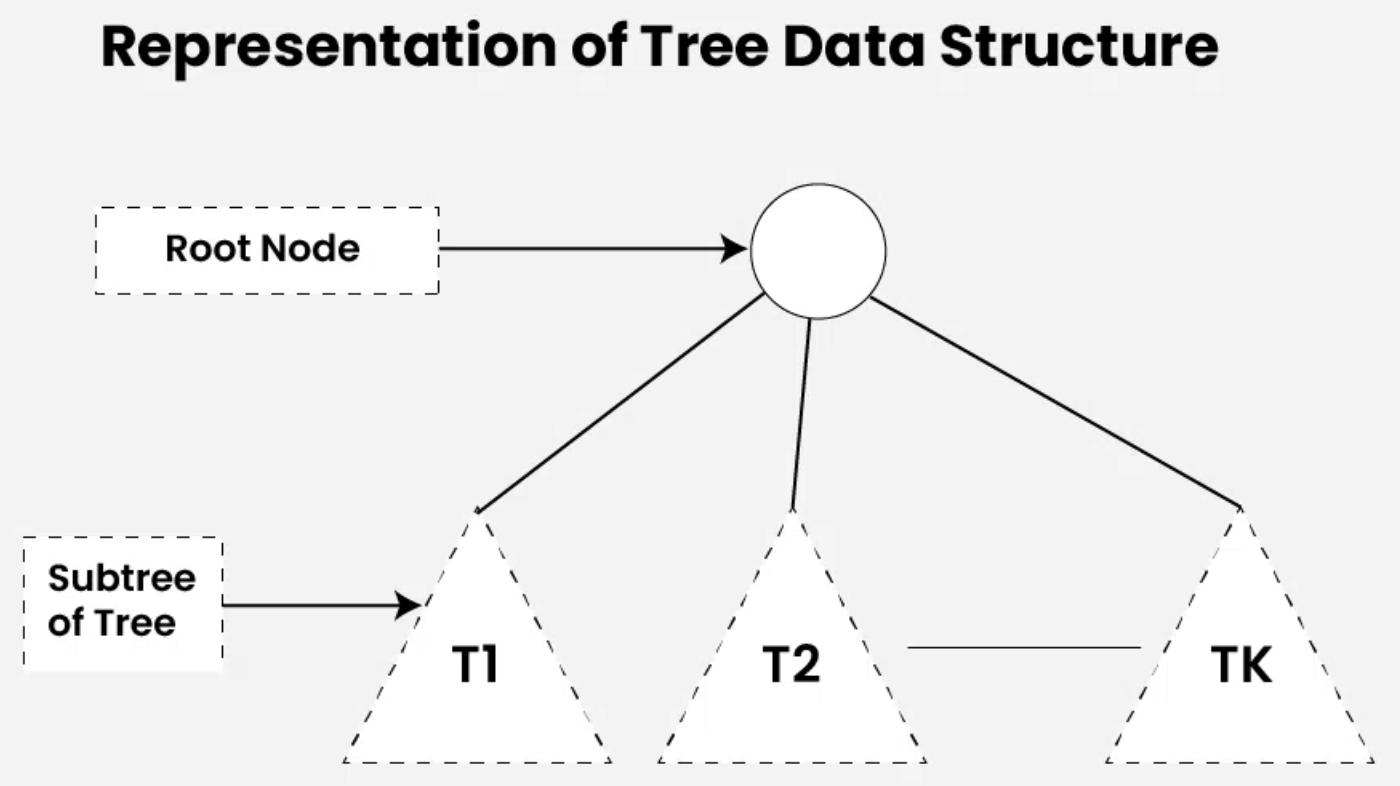 Representation of Tree Data Structure
Root Node
Subtree
of Tree
T1
T2
TK